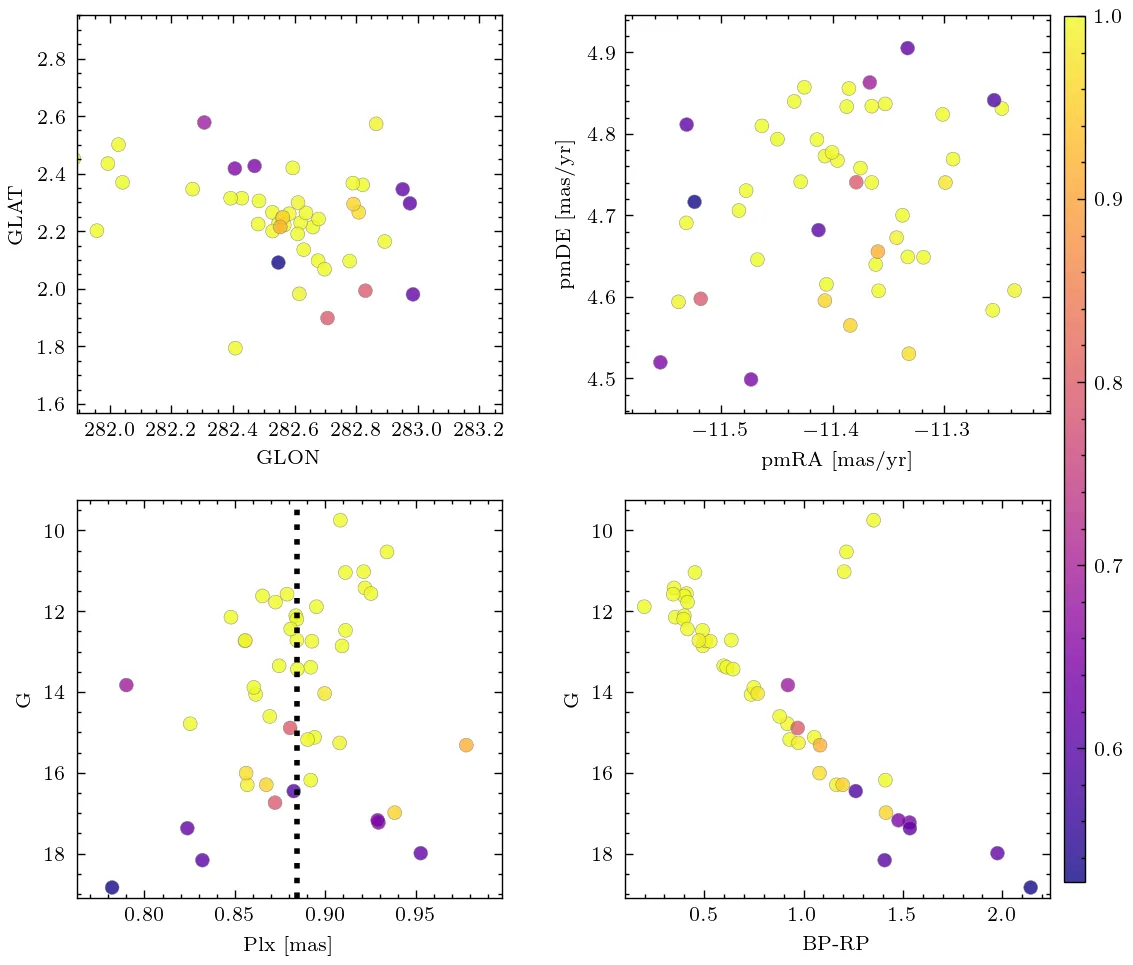 2.8
2.6
2.4
2.2
2.0
1.8
1.6
GLAT
282.0 282.2 282.4 282.6 282.8 283.0 283.2
GLON
4.9
4.8
4.7
4.6
4.5
pmDE [mas/yr]
−11.5 −11.4 −11.3
pmRA [mas/yr]
1.0
0.9
0.8
0.7
0.6
10
12
14
16
18
G
0.80 0.85 0.90 0.95
Plx [mas]
10
12
14
16
18
G
0.5 1.0 1.5 2.0
BP-RP